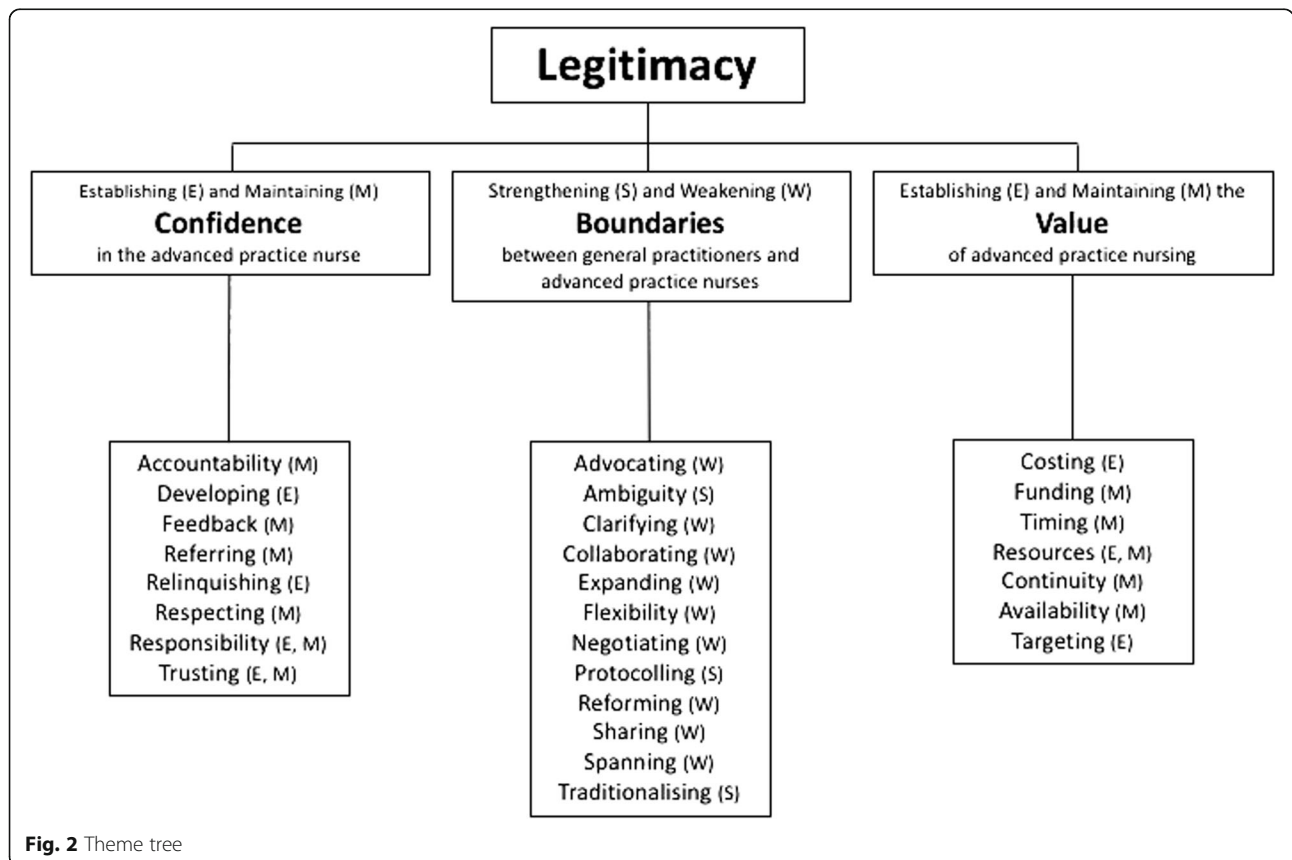 Legitimacy
Establishing (E) and Maintaining (M)
Confidence
in the advanced practice nurse
Strengthening (S) and Weakening (W)
Boundaries
between general practitioners and
advanced practice nurses
Establishing (E) and Maintaining (M) the
Value
of advanced practice nursing
Accountability (M)
Developing (E)
Feedback (M)
Referring (M)
Relinquishing (E)
Respecting (M)
Responsibility (E, M)
Trusting (E, M)
Advocating (W)
Ambiguity (S)
Clarifying (W)
Collaborating (W)
Expanding (W)
Flexibility (W)
Negotiating (W)
Protocolling (S)
Reforming (W)
Sharing (W)
Spanning (W)
Traditionalising (S)
Costing (E)
Funding (M)
Timing (M)
Resources (E, M)
Continuity (M)
Availability (M)
Targeting (E)
Fig. 2 Theme tree